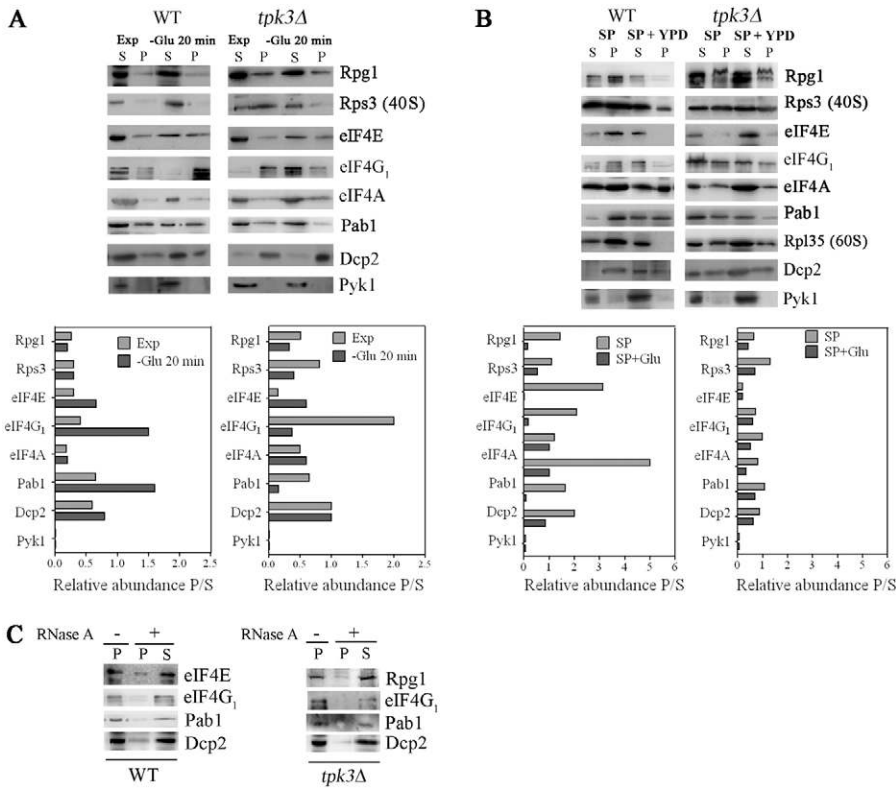 A
WT
tpk3Δ
Exp -Glu 20 min
Exp -Glu 20 min
S P S P
S P S P
Rpg1
Rps3 (40S)
eIF4E
eIF4G1
eIF4A
Pab1
Dcp2
Pyk1
Rpg1
Rps3
eIF4E
eIF4G1
eIF4A
Pab1
Dcp2
Pyk1
Exp
-Glu 20 min
0.0 0.5 1.0 1.5 2.0 2.5
Relative abundance P/S
Rpg1
Rps3
eIF4E
eIF4G1
eIF4A
Pab1
Dcp2
Pyk1
Exp
-Glu 20 min
0.0 0.5 1.0 1.5 2.0 2.5
Relative abundance P/S
B
WT
tpk3Δ
SP SP + YPD
SP SP + YPD
S P S P
S P S P
Rpg1
Rps3 (40S)
eIF4E
eIF4G1
eIF4A
Pab1
Rpl35 (60S)
Dcp2
Pyk1
Rpg1
Rps3
eIF4E
eIF4G1
eIF4A
Pab1
Dcp2
Pyk1
SP
SP+Glu
0 1 2 3 4 5 6
Relative abundance P/S
Rpg1
Rps3
eIF4E
eIF4G1
eIF4A
Pab1
Dcp2
Pyk1
SP
SP+Glu
0 1 2 3 4 5 6
Relative abundance P/S
C
RNase A - +
P P S
eIF4E
eIF4G1
Pab1
Dcp2
WT
RNase A - +
P P S
Rpg1
eIF4G1
Pab1
Dcp2
tpk3Δ